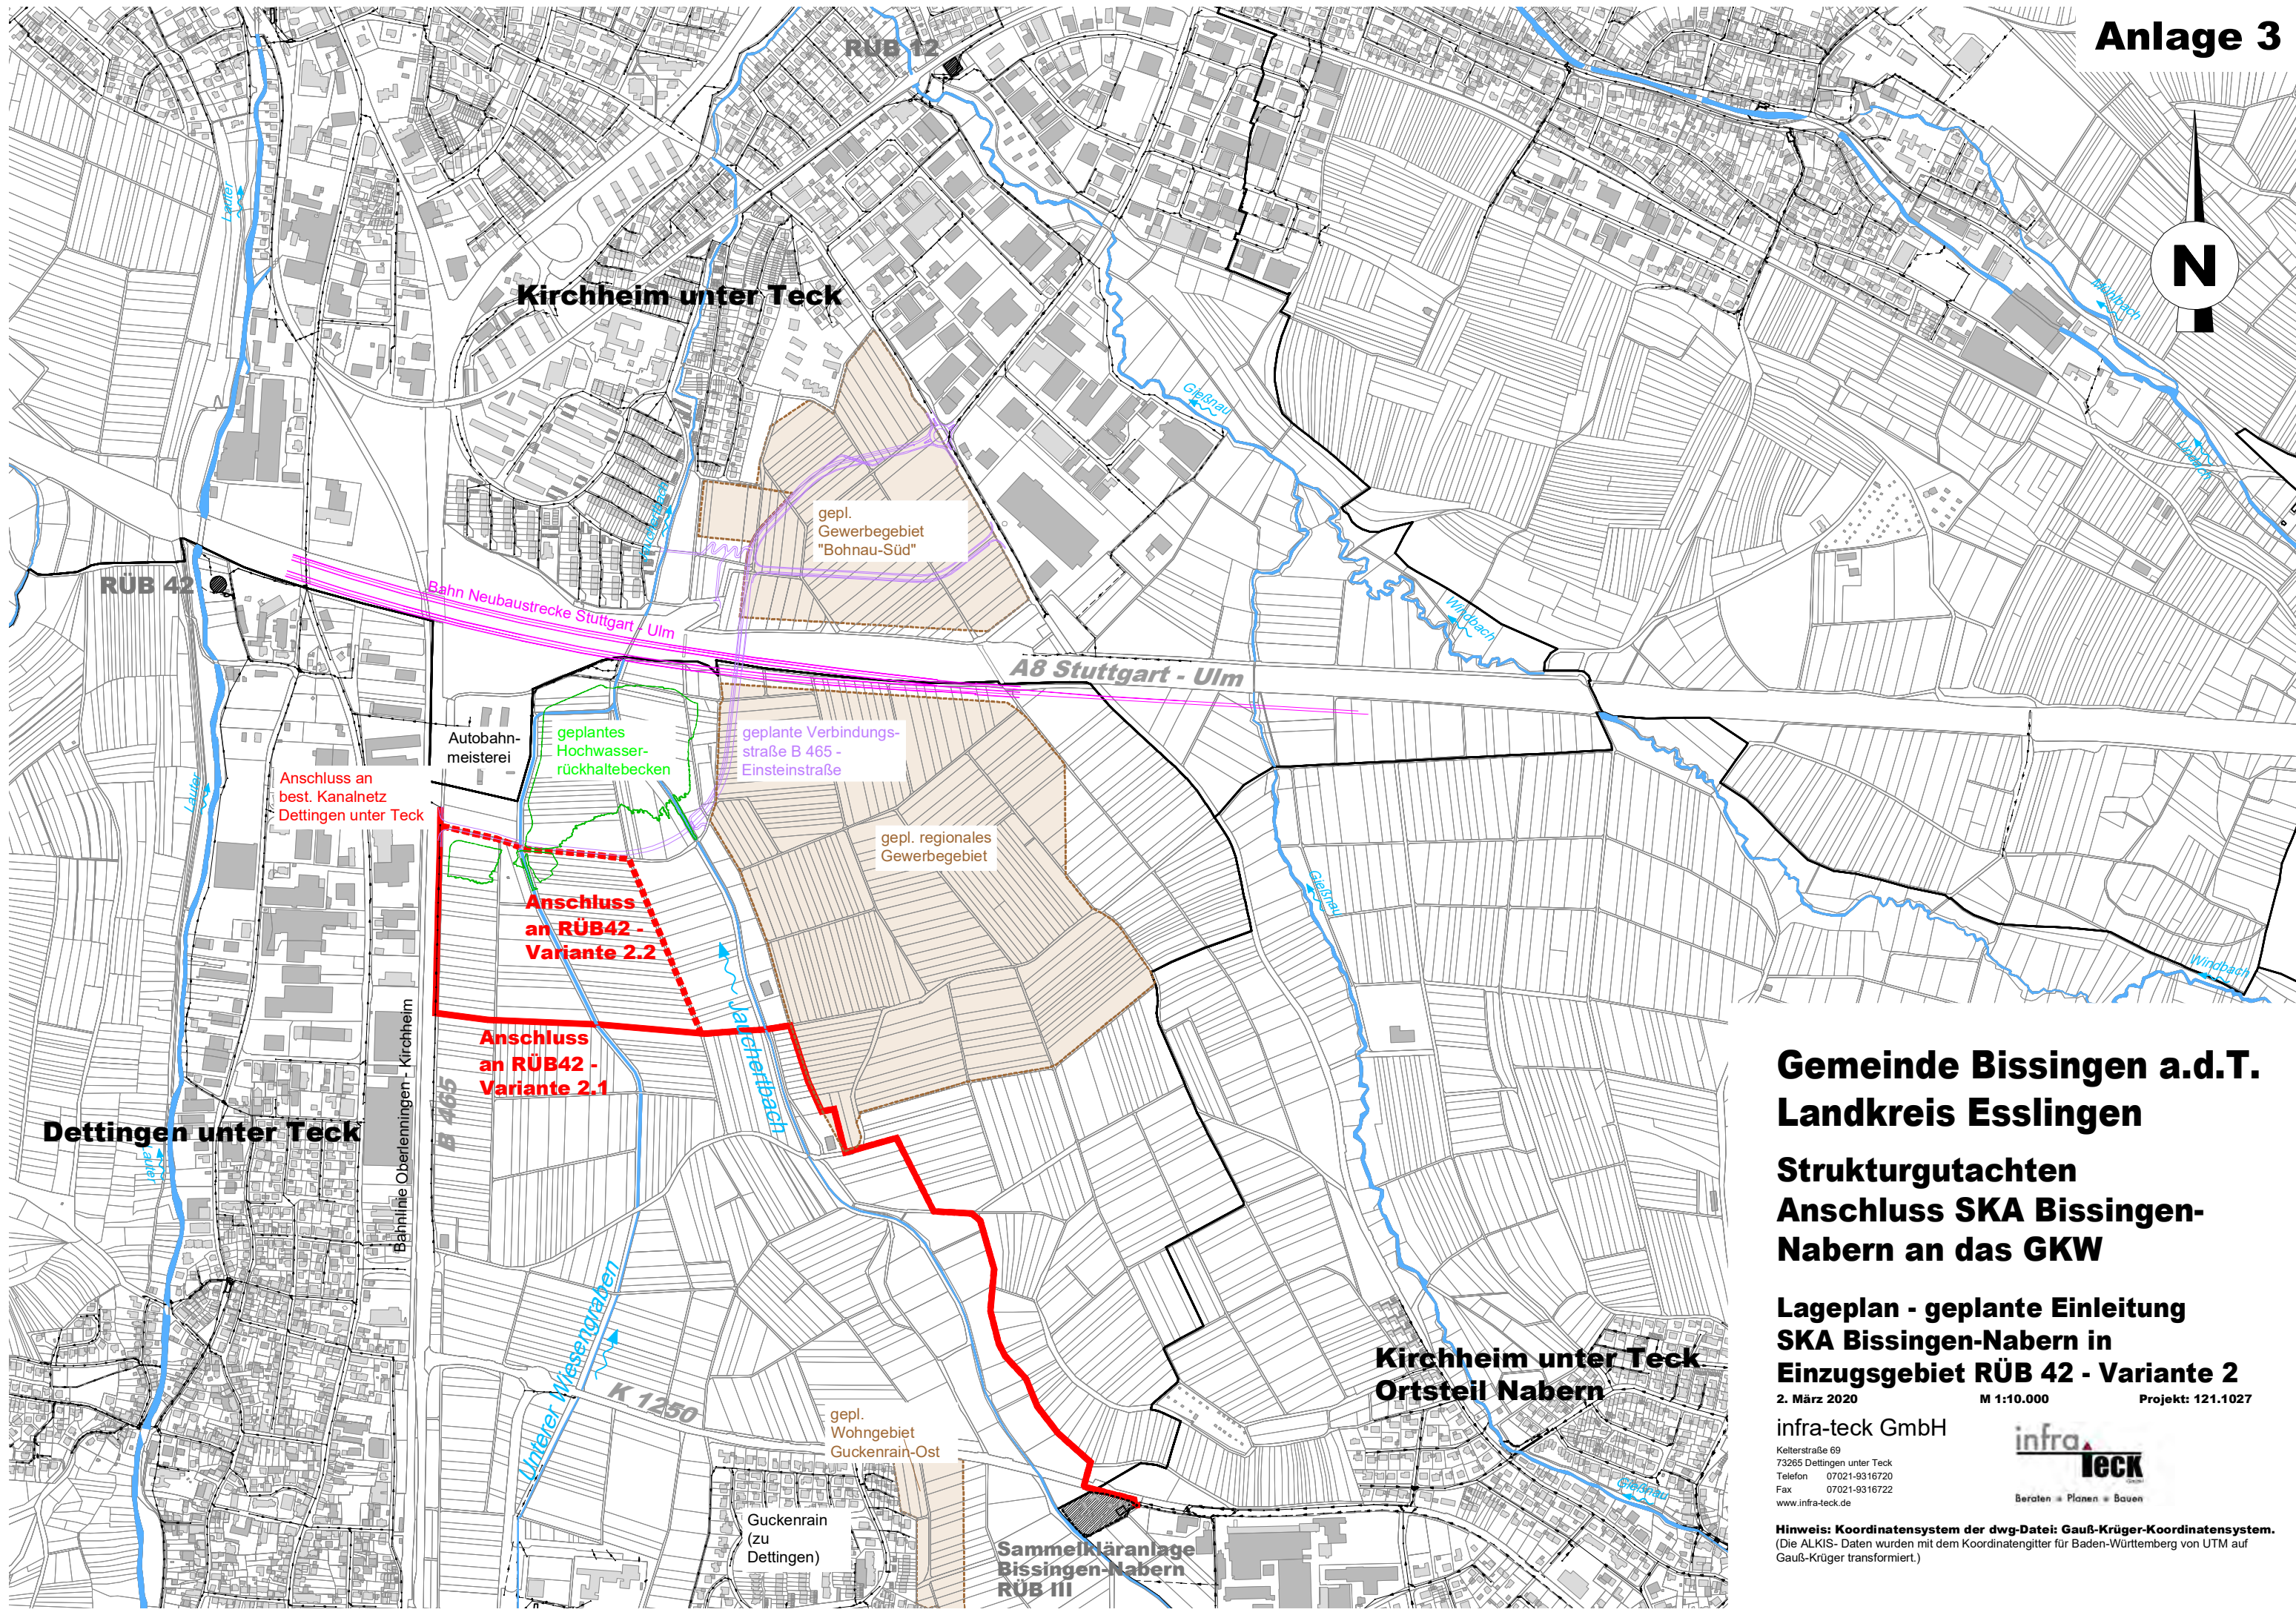 Anlage 3
RÜB 12
N
Lauter
Mühlbach
Kirchheim unter Teck
Gießnau
Lindach
Jauchertbach
gepl.
Gewerbegebiet
"Bohnau-Süd"
RÜB 42
Bahn Neubaustrecke Stuttgart - Ulm
Windbach
A8 Stuttgart - Ulm
Autobahn-
meisterei
geplantes
Hochwasser-
rückhaltebecken
geplante Verbindungs-
straße B 465 -
Einsteinstraße
Anschluss an
best. Kanalnetz
Dettingen unter Teck
Lauter
gepl. regionales
Gewerbegebiet
Gießnau
Anschluss
an RÜB42 -
Variante 2.2
Windbach
Anschluss
an RÜB42 -
Variante 2.1
Jauchertbach
Bahnlinie Oberlenningen - Kirchheim
B 465
Dettingen unter Teck
Lauter
Unterer Wiesengraben
K 1250
Kirchheim unter Teck
Ortsteil Nabern
gepl.
Wohngebiet
Guckenrain-Ost
Guckenrain
(zu
Dettingen)
Gießnau
Sammelkläranlage
Bissingen-Nabern
RÜB III
Gemeinde Bissingen a.d.T.
Landkreis Esslingen
Strukturgutachten
Anschluss SKA Bissingen-
Nabern an das GKW
Lageplan - geplante Einleitung
SKA Bissingen-Nabern in
Einzugsgebiet RÜB 42 - Variante 2
2. März 2020 M 1:10.000 Projekt: 121.1027
infra-teck GmbH
Kelterstraße 69
73265 Dettingen unter Teck
Telefon 07021-9316720
Fax 07021-9316722
www.infra-teck.de
infra
Teck
GmbH
Beraten Planen Bauen
Hinweis: Koordinatensystem der dwg-Datei: Gauß-Krüger-Koordinatensystem.
(Die ALKIS- Daten wurden mit dem Koordinatengitter für Baden-Württemberg von UTM auf
Gauß-Krüger transformiert.)